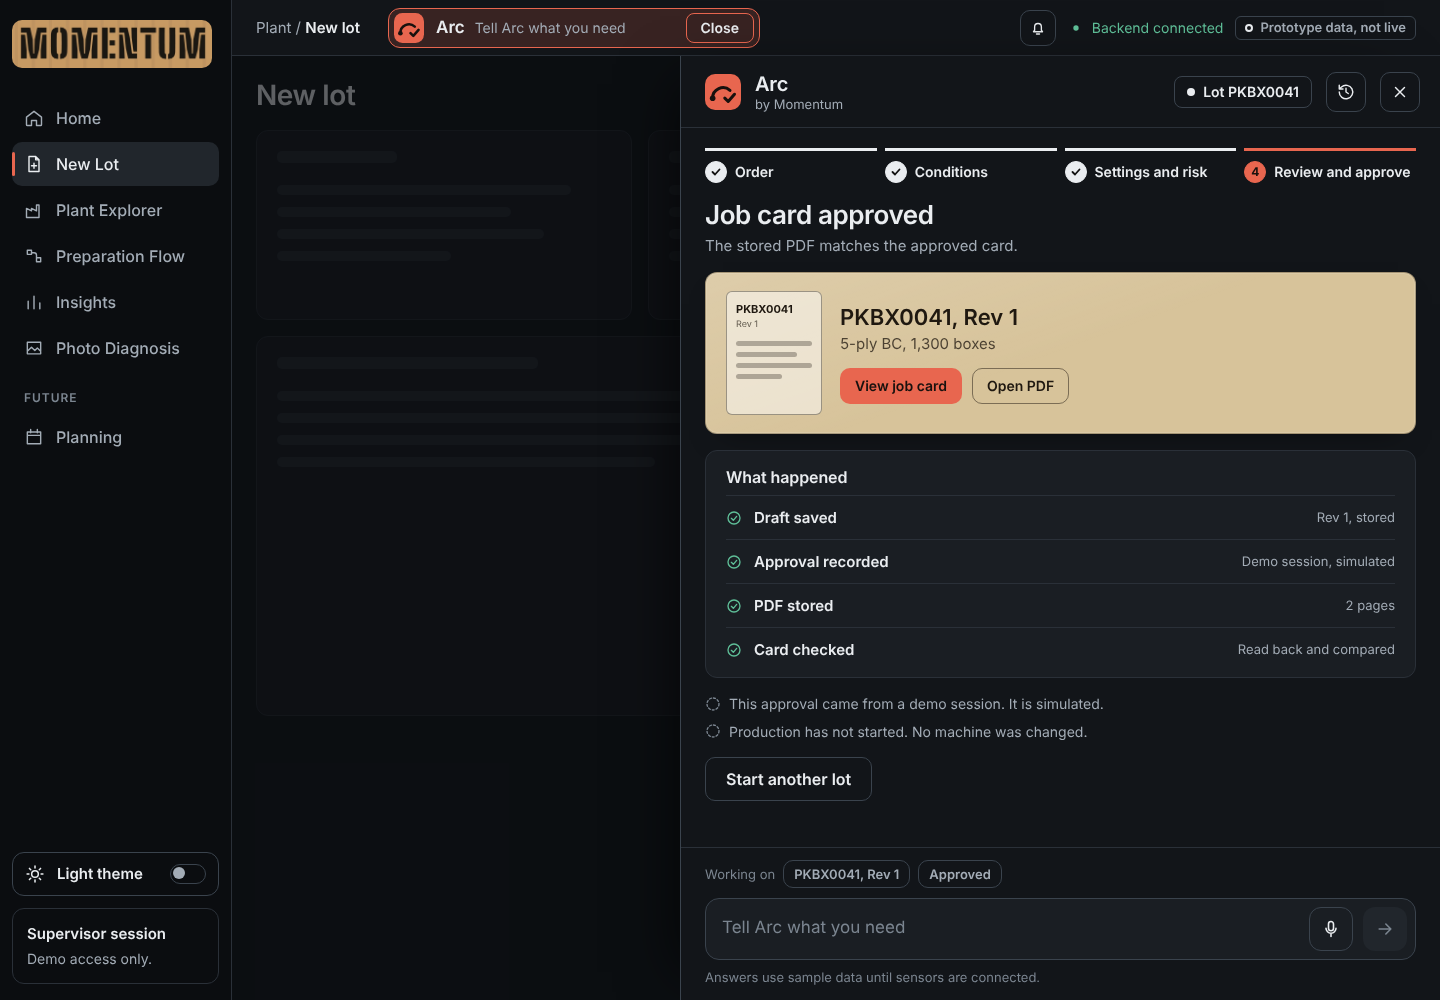 MOMENTUM
Home
New Lot
Plant Explorer
Preparation Flow
Insights
Photo Diagnosis
FUTURE
Planning
Light theme
Supervisor session
Demo access only.
Plant / New lot
Arc Tell Arc what you need Close
Backend connected
Prototype data, not live
New lot
Arc
by Momentum
Lot PKBX0041
Order
Conditions
Settings and risk
4 Review and approve
Job card approved
The stored PDF matches the approved card.
PKBX0041
Rev 1
PKBX0041, Rev 1
5-ply BC, 1,300 boxes
View job card Open PDF
What happened
Draft saved Rev 1, stored
Approval recorded Demo session, simulated
PDF stored 2 pages
Card checked Read back and compared
This approval came from a demo session. It is simulated.
Production has not started. No machine was changed.
Start another lot
Working on PKBX0041, Rev 1 Approved
Tell Arc what you need
Answers use sample data until sensors are connected.